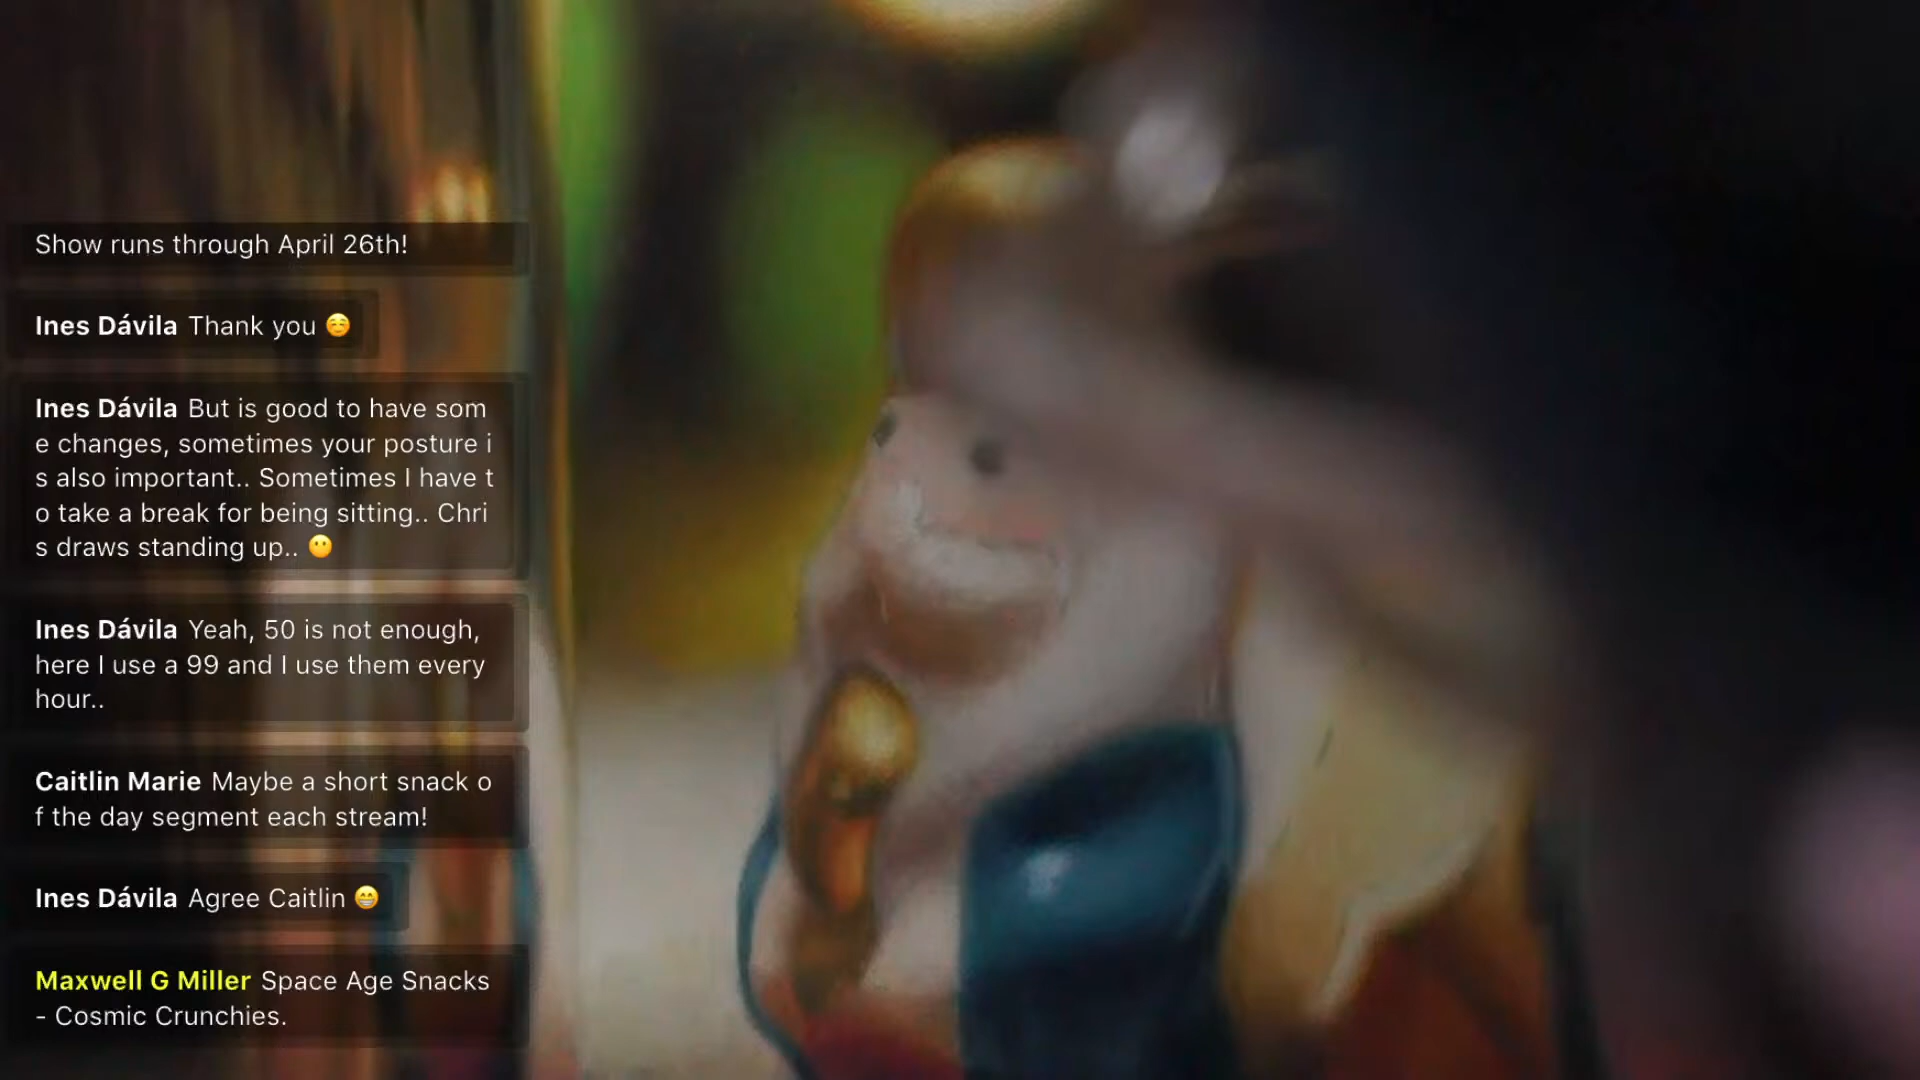 Show runs through April 26th!
Ines Dávila Thank you ☺️
Ines Dávila But is good to have som
e changes, sometimes your posture i
s also important.. Sometimes I have t
o take a break for being sitting.. Chri
s draws standing up.. 😶
Ines Dávila Yeah, 50 is not enough,
here I use a 99 and I use them every
hour..
Caitlin Marie Maybe a short snack o
f the day segment each stream!
Ines Dávila Agree Caitlin 😁
Maxwell G Miller Space Age Snacks
- Cosmic Crunchies.